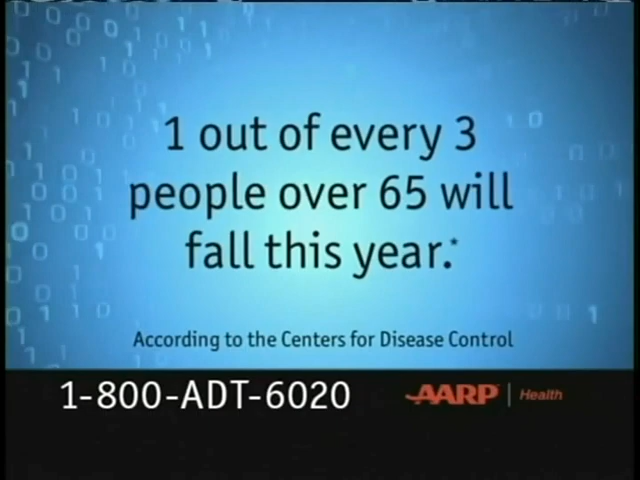 1 out of every 3
people over 65 will
fall this year.*
According to the Centers for Disease Control
1-800-ADT-6020
AARP | Health